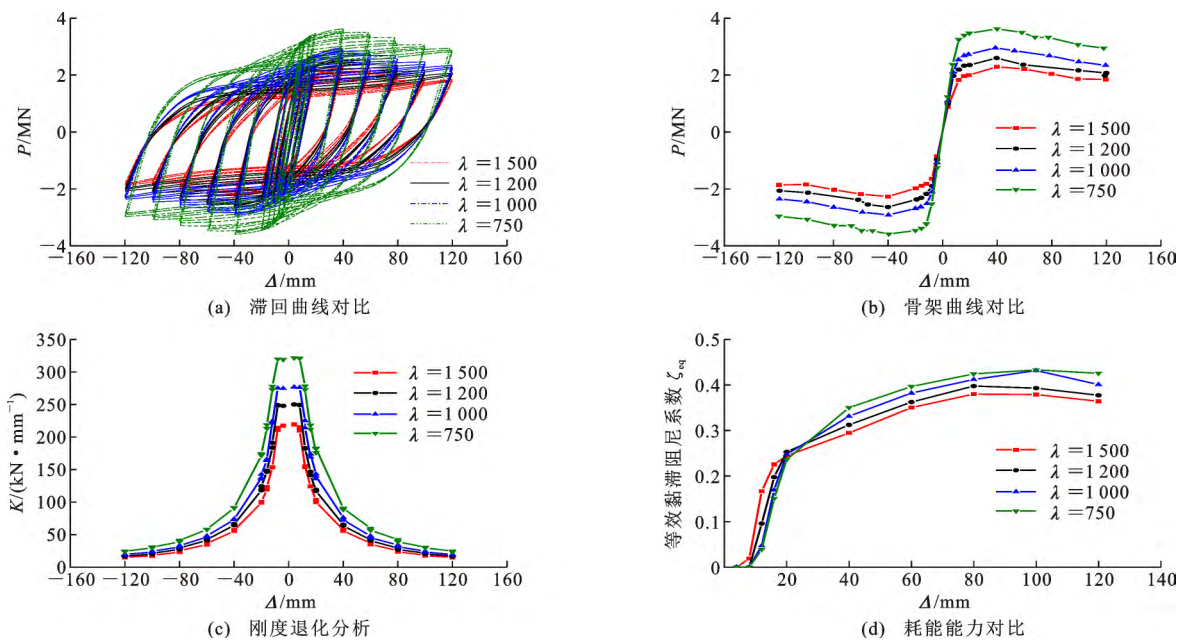 4
2
0
−2
−4
P/MN
−160 −120 −80 −40 0 40 80 120 160
Δ/mm
λ=1 500
λ=1 200
λ=1 000
λ=750
(a) 滞回曲线对比
4
2
0
−2
−4
P/MN
−160 −120 −80 −40 0 40 80 120 160
Δ/mm
λ=1 500
λ=1 200
λ=1 000
λ=750
(b) 骨架曲线对比
350
300
250
200
150
100
50
0
K/(kN·mm⁻¹)
−160 −120 −80 −40 0 40 80 120 160
Δ/mm
λ=1 500
λ=1 200
λ=1 000
λ=750
(c) 刚度退化分析
0.5
0.4
0.3
0.2
0.1
0
等效黏滞阻尼系数 ζeq
20 40 60 80 100 120 140
Δ/mm
λ=1 500
λ=1 200
λ=1 000
λ=750
(d) 耗能能力对比